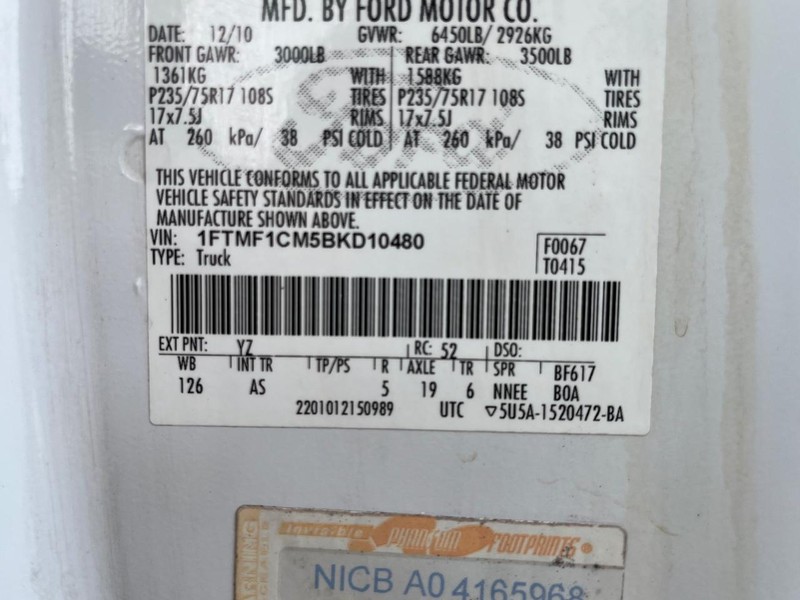 MFD. BY FORD MOTOR CO.
DATE: 12/10 GVWR: 6450LB/ 2926KG
FRONT GAWR: 3000LB REAR GAWR: 3500LB
1361KG WITH 1588KG WITH
P235/75R17 108S TIRES P235/75R17 108S TIRES
17x7.5J RIMS 17x7.5J RIMS
AT 260 kPa/ 38 PSI COLD AT 260 kPa/ 38 PSI COLD
THIS VEHICLE CONFORMS TO ALL APPLICABLE FEDERAL MOTOR
VEHICLE SAFETY STANDARDS IN EFFECT ON THE DATE OF
MANUFACTURE SHOWN ABOVE.
VIN: 1FTMF1CM5BKD10480 F0067
TYPE: Truck T0415
EXT PNT: YZ RC: 52 DSO:
WB INT TR TP/PS R AXLE TR SPR BF617
126 AS 5 19 6 NNEE BOA
2201012150989 UTC ▽5U5A-1520472-BA
Invisible PHANTOM FOOTPRINTS
NICB A04165968